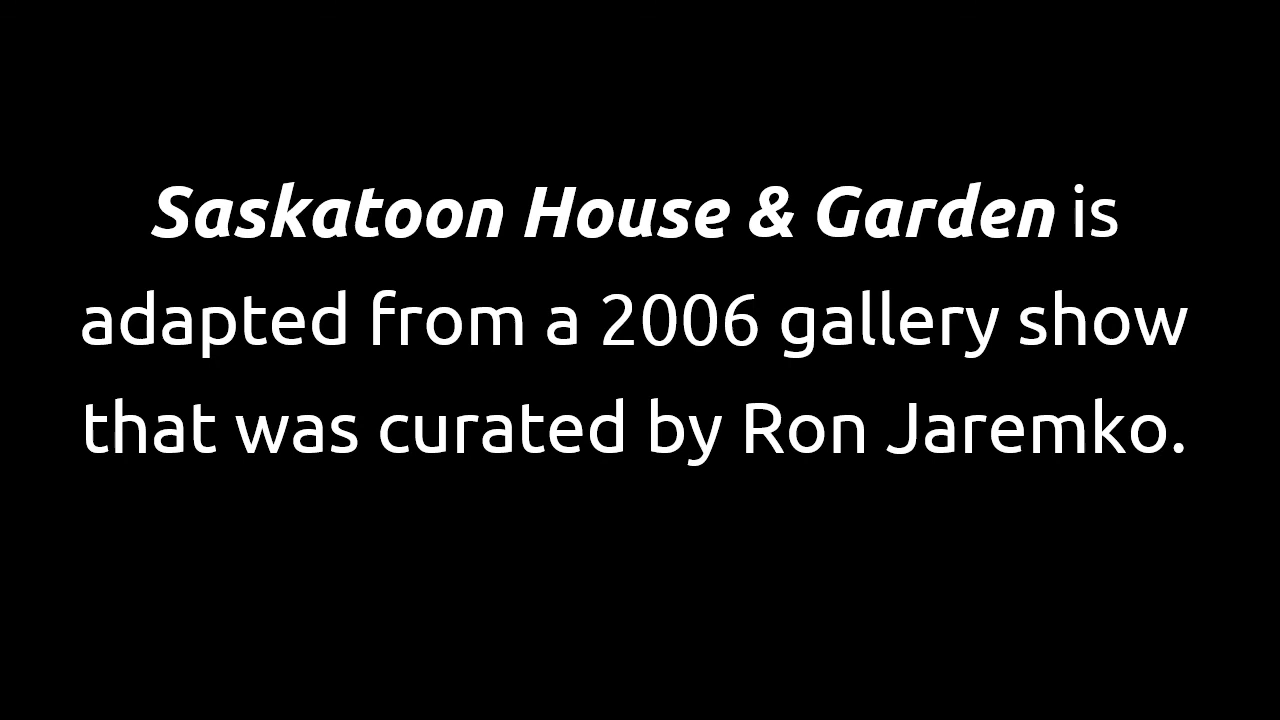 Saskatoon House & Garden is
adapted from a 2006 gallery show
that was curated by Ron Jaremko.